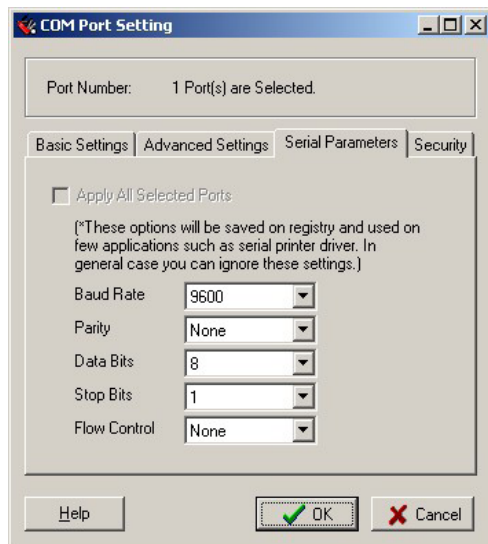 COM Port Setting
Port Number: 1 Port(s) are Selected.
Basic Settings Advanced Settings Serial Parameters Security
Apply All Selected Ports
(*These options will be saved on registry and used on
few applications such as serial printer driver. In
general case you can ignore these settings.)
Baud Rate 9600
Parity None
Data Bits 8
Stop Bits 1
Flow Control None
Help OK Cancel